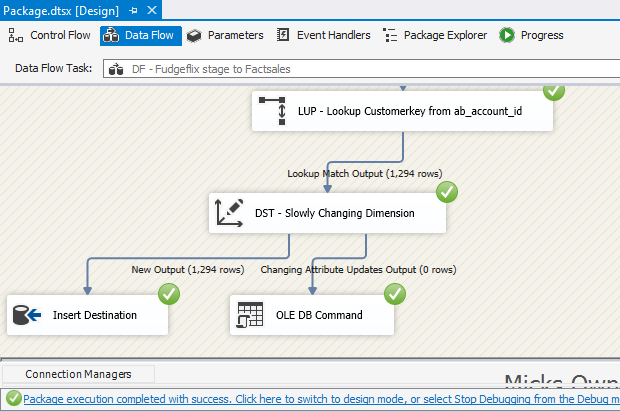 Package.dtsx [Design]
Control Flow Data Flow Parameters Event Handlers Package Explorer Progress
Data Flow Task: DF - Fudgeflix stage to Factsales
LUP - Lookup Customerkey from ab_account_id
Lookup Match Output (1,294 rows)
DST - Slowly Changing Dimension
New Output (1,294 rows) Changing Attribute Updates Output (0 rows)
Insert Destination OLE DB Command
Connection Managers
Package execution completed with success. Click here to switch to design mode, or select Stop Debugging from the Debug m